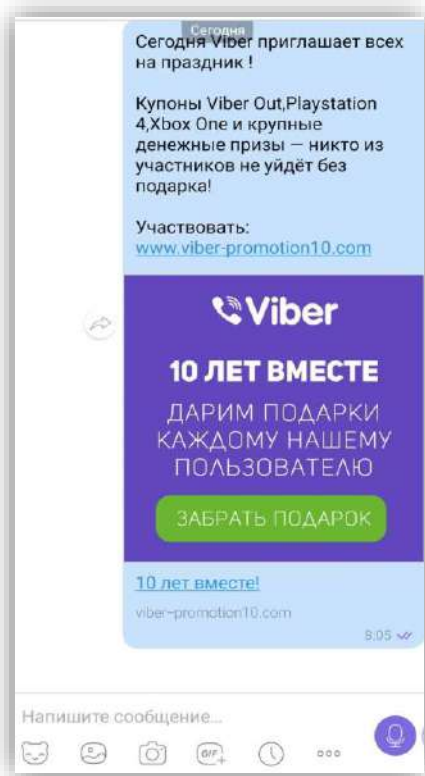 Сегодня
Сегодня Viber приглашает всех
на праздник !
Купоны Viber Out,Playstation
4,Xbox One и крупные
денежные призы — никто из
участников не уйдёт без
подарка!
Участвовать:
www.viber-promotion10.com
Viber
10 ЛЕТ ВМЕСТЕ
ДАРИМ ПОДАРКИ
КАЖДОМУ НАШЕМУ
ПОЛЬЗОВАТЕЛЮ
ЗАБРАТЬ ПОДАРОК
10 лет вместе!
viber-promotion10.com
8:05
Напишите сообщение...
GIF